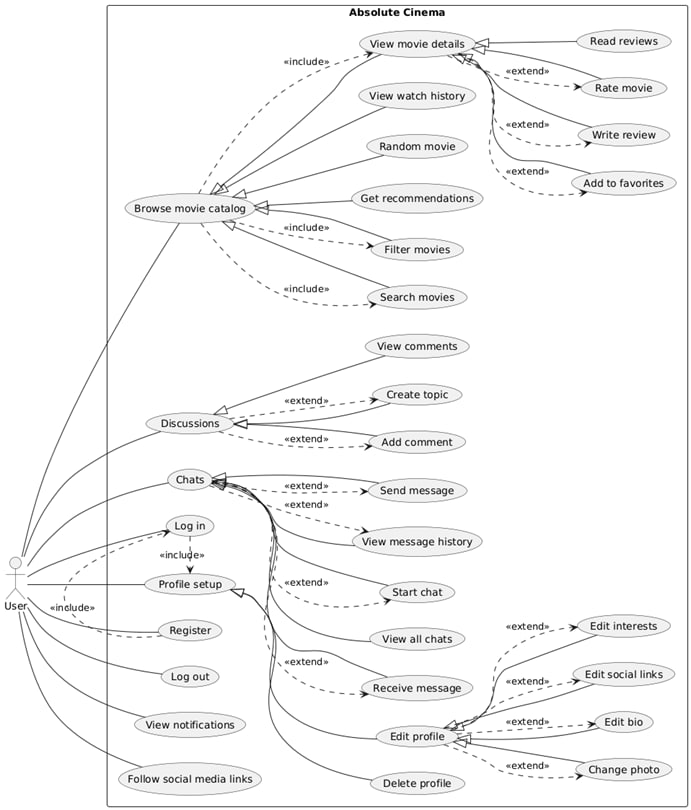 Absolute Cinema
View movie details
Read reviews
«include»
«extend»
Rate movie
View watch history
«extend»
Write review
Random movie
«extend»
Add to favorites
Browse movie catalog
Get recommendations
«include»
Filter movies
«include»
Search movies
View comments
«extend»
Create topic
Discussions
«extend»
Add comment
Chats
«extend»
Send message
«extend»
Log in
View message history
«include»
User
Profile setup
«extend»
Start chat
«include»
Register
View all chats
«extend»
Edit interests
«extend»
Receive message
Log out
«extend»
Edit social links
View notifications
Edit profile
«extend»
Edit bio
«extend»
Change photo
Follow social media links
Delete profile